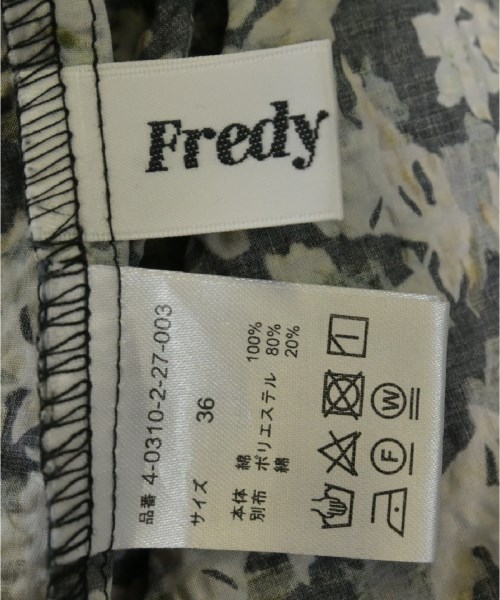 Fredy
品番 4-0310-2-27-003
サイズ 36
本体 綿 100%
別布 ポリエステル 80%
綿 20%
W
F